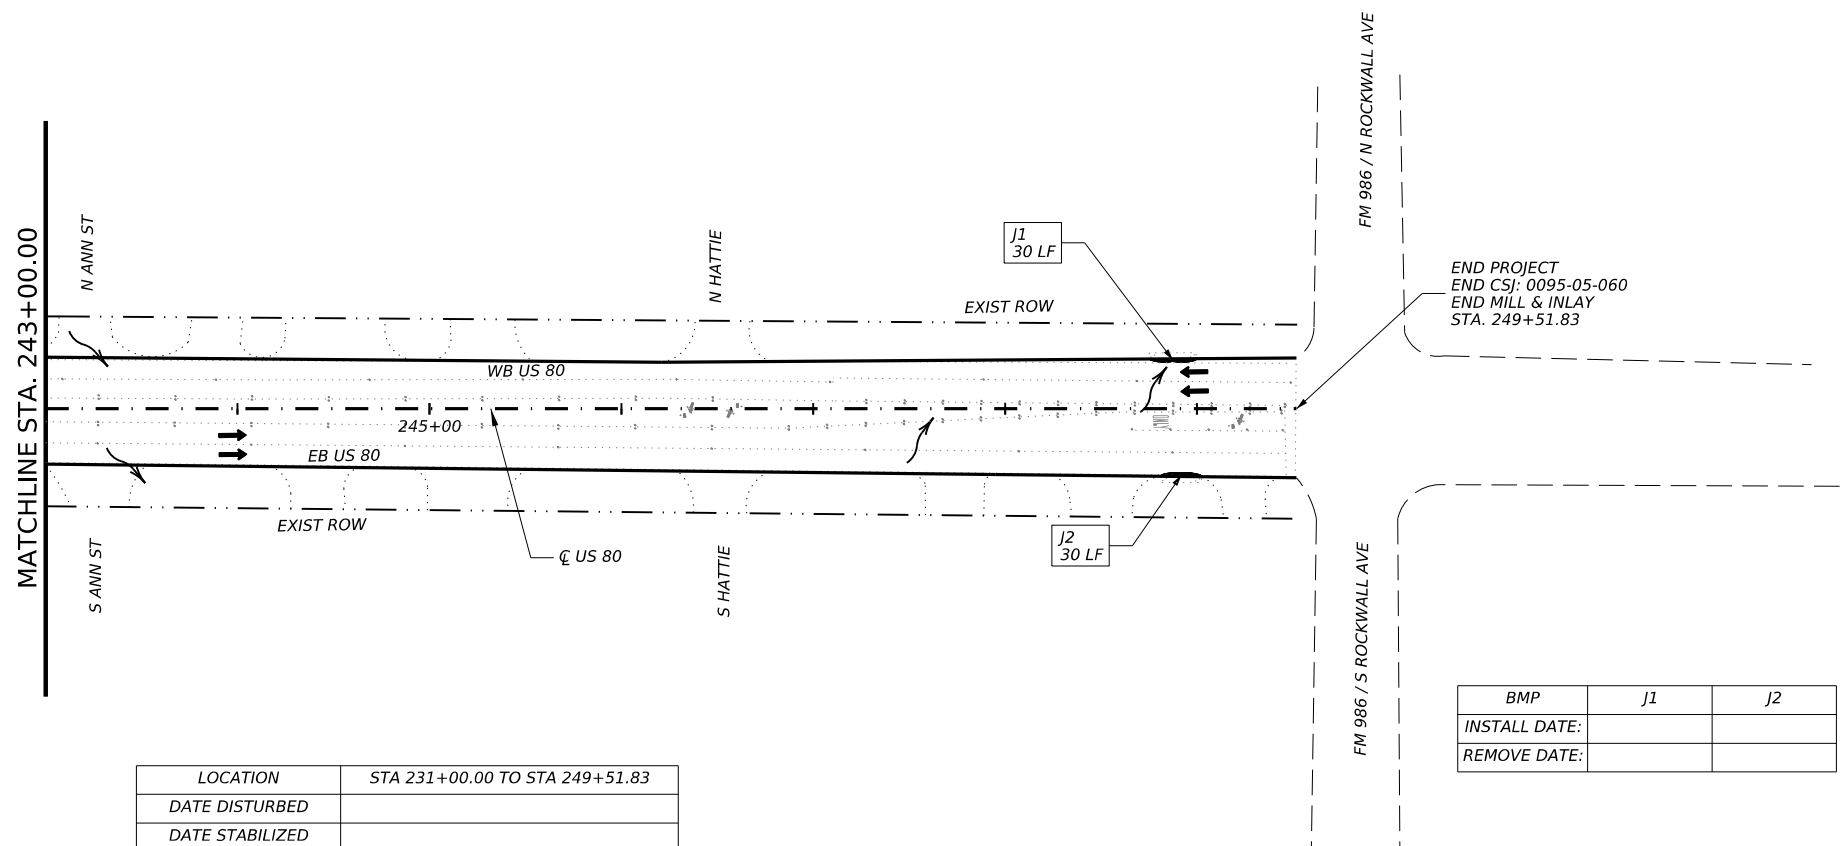 MATCHLINE STA. 243+00.00
N ANN ST
N HATTIE
J1
30 LF
EXIST ROW
FM 986 / N ROCKWALL AVE
END PROJECT
END CSJ: 0095-05-060
END MILL & INLAY
STA. 249+51.83
WB US 80
245+00
EB US 80
EXIST ROW
℄ US 80
S ANN ST
S HATTIE
J2
30 LF
FM 986 / S ROCKWALL AVE
BMP J1 J2
INSTALL DATE:
REMOVE DATE:
LOCATION STA 231+00.00 TO STA 249+51.83
DATE DISTURBED
DATE STABILIZED